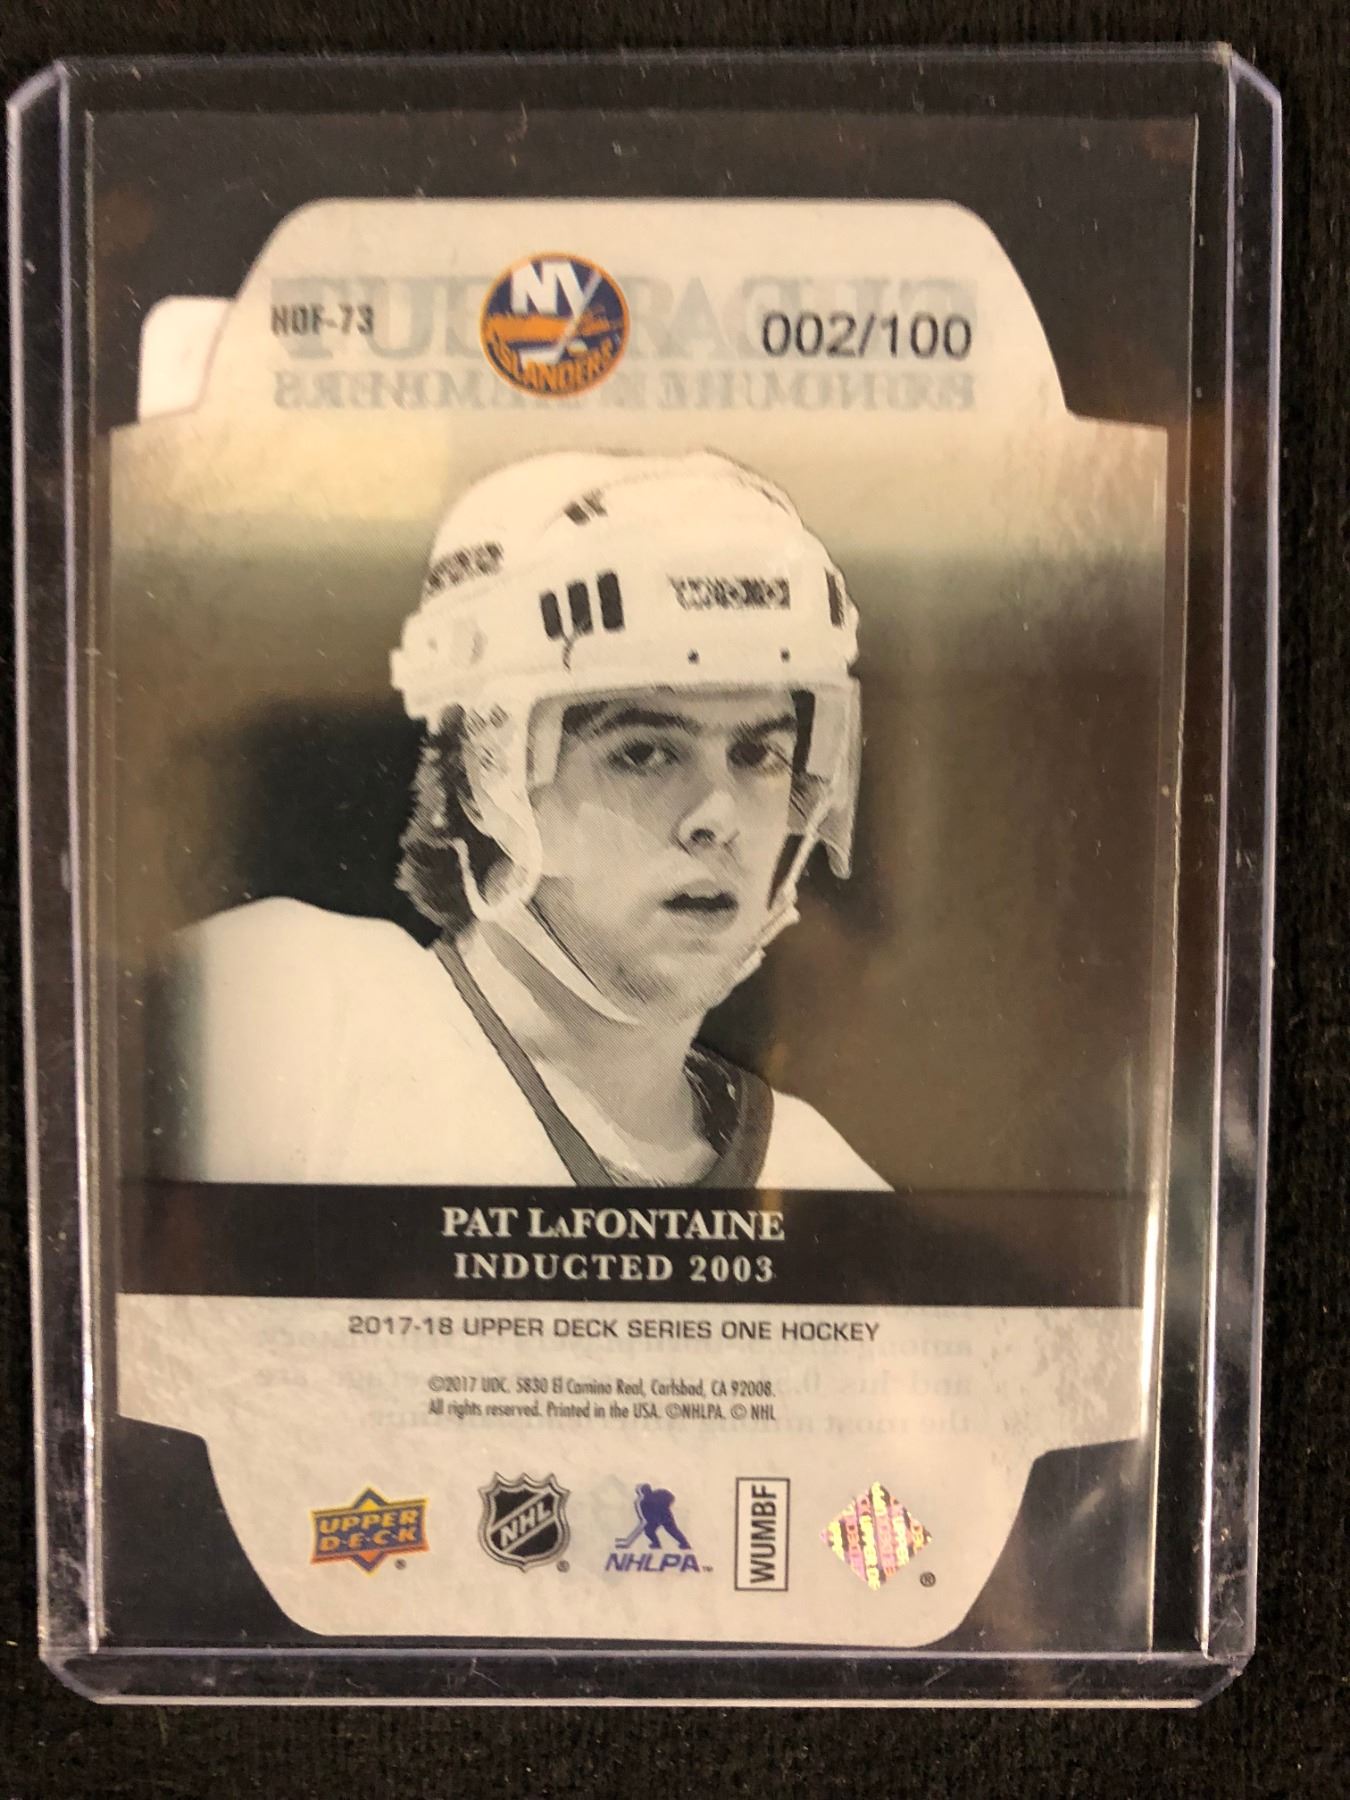 HOF-73
NY
ISLANDERS
002/100
PAT LAFONTAINE
INDUCTED 2003
2017-18 UPPER DECK SERIES ONE HOCKEY
©2017 UDC. 5830 El Camino Real, Carlsbad, CA 92008.
All rights reserved. Printed in the USA. ©NHLPA. © NHL
UPPER
D·E·C·K
®
NHL
®
NHLPA™
WUMBF
®